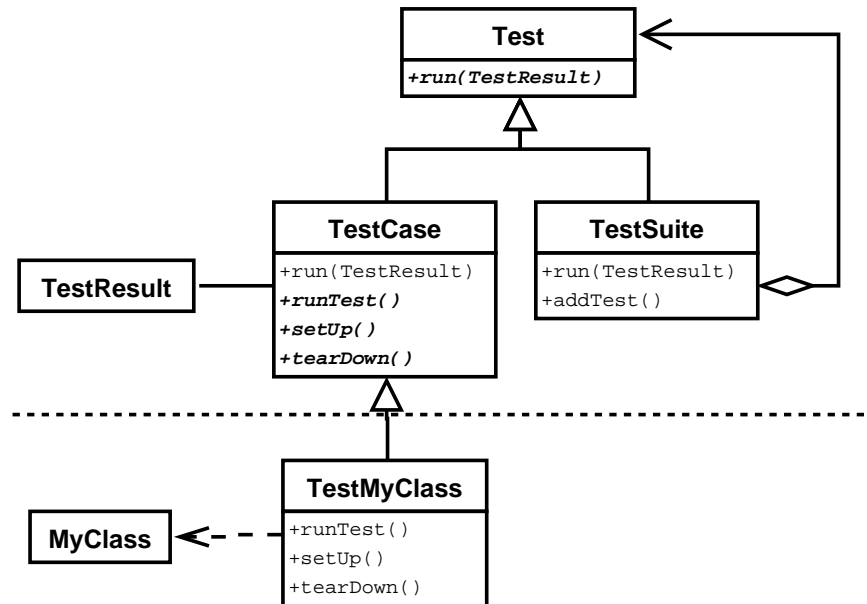 Test
+run(TestResult)
TestCase
+run(TestResult)
+runTest()
+setUp()
+tearDown()
TestSuite
+run(TestResult)
+addTest()
TestResult
TestMyClass
+runTest()
+setUp()
+tearDown()
MyClass